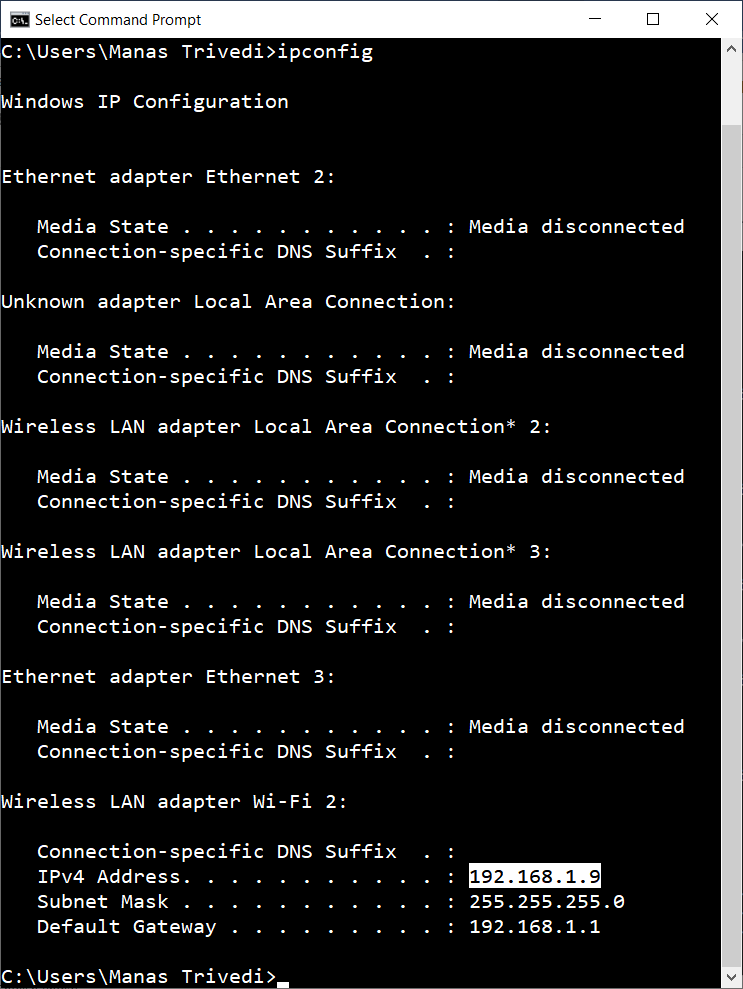 Select Command Prompt
C:\Users\Manas Trivedi>ipconfig
Windows IP Configuration
Ethernet adapter Ethernet 2:
   Media State . . . . . . . . . . . : Media disconnected
   Connection-specific DNS Suffix  . :
Unknown adapter Local Area Connection:
   Media State . . . . . . . . . . . : Media disconnected
   Connection-specific DNS Suffix  . :
Wireless LAN adapter Local Area Connection* 2:
   Media State . . . . . . . . . . . : Media disconnected
   Connection-specific DNS Suffix  . :
Wireless LAN adapter Local Area Connection* 3:
   Media State . . . . . . . . . . . : Media disconnected
   Connection-specific DNS Suffix  . :
Ethernet adapter Ethernet 3:
   Media State . . . . . . . . . . . : Media disconnected
   Connection-specific DNS Suffix  . :
Wireless LAN adapter Wi-Fi 2:
   Connection-specific DNS Suffix  . :
   IPv4 Address. . . . . . . . . . . : 192.168.1.9
   Subnet Mask . . . . . . . . . . . : 255.255.255.0
   Default Gateway . . . . . . . . . : 192.168.1.1
C:\Users\Manas Trivedi>